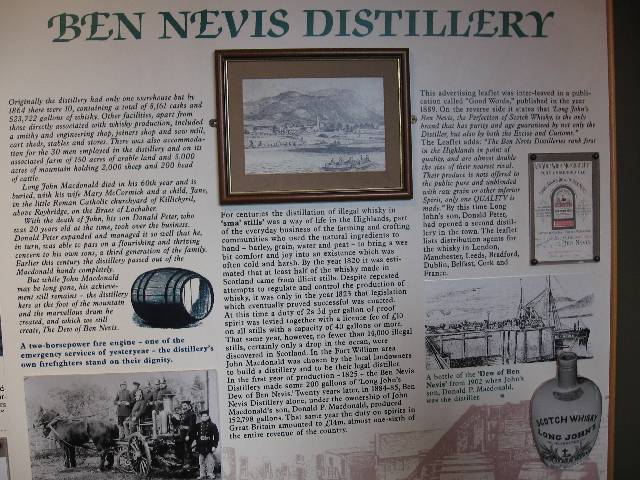 BEN NEVIS DISTILLERY
Originally the distillery had only one warehouse but by
1864 there were 10, containing a total of 8,161 casks and
823,722 gallons of whisky. Other facilities, apart from
those directly associated with whisky production, included
a smithy and engineering shop, joiners shop and saw mill,
cart sheds, stables and stores. There was also accommoda-
tion for the 30 men employed in the distillery and on its
associated farm of 150 acres of arable land and 5,000
acres of mountain holding 2,000 sheep and 200 head
of cattle.
Long John Macdonald died in his 60th year and is
buried, with his wife Mary McCormick and a child, Jane,
in the little Roman Catholic churchyard of Killichyril,
above Roybridge, on the Braes of Lochaber.
With the death of John, his son Donald Peter, who
was 20 years old at the time, took over the business.
Donald Peter expanded and managed it so well that he,
in turn, was able to pass on a flourishing and thriving
concern to his own sons, a third generation of the family.
Earlier this century the distillery passed out of the
Macdonald hands completely.
But while John Macdonald
may be long gone, his achieve-
ment still remains - the distillery
here at the foot of the mountain
and the marvellous dram he
created, and which we still
create, The Dew of Ben Nevis.
A two-horsepower fire engine - one of the
emergency services of yesteryear - the distillery's
own firefighters stand on their dignity.
For centuries the distillation of illegal whisky in
'sma' stills' was a way of life in the Highlands, part
of the everyday business of the farming and crofting
communities who used the natural ingredients to
hand - barley, grain, water and peat - to bring a wee
bit comfort and joy into an existence which was
often cold and harsh. By the year 1820 it was esti-
mated that at least half of the whisky made in
Scotland came from illicit stills. Despite repeated
attempts to regulate and control the production of
whisky, it was only in the year 1823 that legislation
which eventually proved successful was enacted.
At this time a duty of 2s 3d per gallon of proof
spirit was levied together with a licence fee of £10
on all stills with a capacity of 40 gallons or more.
That same year, however, no fewer than 14,000 illegal
stills, certainly only a drop in the ocean, were
discovered in Scotland. In the Fort William area
John Macdonald was chosen by the local landowners
to build a distillery and to be their legal distiller.
In the first year of production - 1825 - the Ben Nevis
Distillery made some 200 gallons of 'Long John's
Dew of Ben Nevis.' Twenty years later, in 1884-85, Ben
Nevis Distillery alone, under the ownership of John
Macdonald's son, Donald P. Macdonald, produced
152,798 gallons. That same year the duty on spirits in
Great Britain amounted to £14m, almost one-sixth of
the entire revenue of the country.
This advertising leaflet was inter-leaved in a publi-
cation called "Good Words," published in the year
1889. On the reverse side it states that 'Long John's
Ben Nevis, the Perfection of Scotch Whisky, is the only
brand that has purity and age guaranteed by not only the
Distiller, but also by both the Excise and Customs.'
The Leaflet adds: "The Ben Nevis Distilleries rank first
in the Highlands in point of
quality, and are almost double
the size of their nearest rival.
Their produce is now offered to
the public pure and unblended
with raw grain or other inferior
Spirit, only one QUALITY is
made." By this time Long
John's son, Donald Peter,
had opened a second distil-
lery in the town. The leaflet
lists distribution agents for
the whisky in London,
Manchester, Leeds, Bradford,
Dublin, Belfast, Cork and
France.
A bottle of the 'Dew of Ben
Nevis' from 1902 when John's
son, Donald P. Macdonald,
was the distiller.
SCOTCH WHISKY
LONG JOHN'S